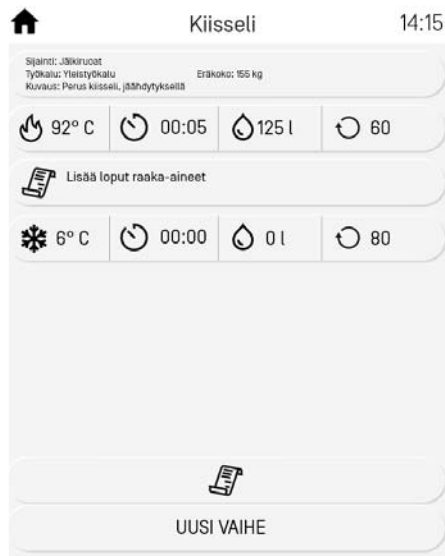 Kiisseli 14:15
Sijainti: Jälkiruoat
Työkalu: Yleistyökalu Eräkoko: 155 kg
Kuvaus: Perus kiisseli, jäähdytyksellä
92° C 00:05 125 l 60
Lisää loput raaka-aineet
6° C 00:00 0 l 80
UUSI VAIHE